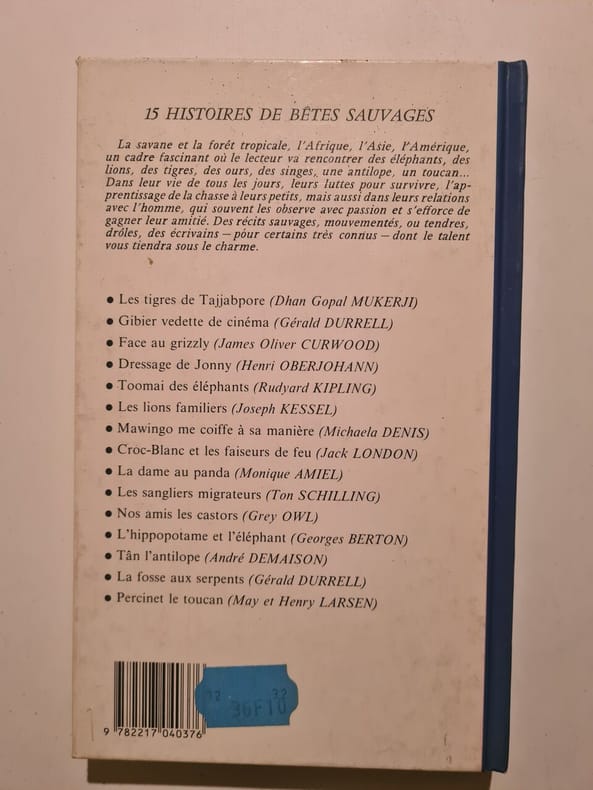 15 HISTOIRES DE BÊTES SAUVAGES
La savane et la forêt tropicale, l'Afrique, l'Asie, l'Amérique,
un cadre fascinant où le lecteur va rencontrer des éléphants, des
lions, des tigres, des ours, des singes, une antilope, un toucan...
Dans leur vie de tous les jours, leurs luttes pour survivre, l'ap-
prentissage de la chasse à leurs petits, mais aussi dans leurs relations
avec l'homme, qui souvent les observe avec passion et s'efforce de
gagner leur amitié. Des récits sauvages, mouvementés, ou tendres,
drôles, des écrivains — pour certains très connus — dont le talent
vous tiendra sous le charme.
• Les tigres de Tajjabpore (Dhan Gopal MUKERJI)
• Gibier vedette de cinéma (Gérald DURRELL)
• Face au grizzly (James Oliver CURWOOD)
• Dressage de Jonny (Henri OBERJOHANN)
• Toomai des éléphants (Rudyard KIPLING)
• Les lions familiers (Joseph KESSEL)
• Mawingo me coiffe à sa manière (Michaela DENIS)
• Croc-Blanc et les faiseurs de feu (Jack LONDON)
• La dame au panda (Monique AMIEL)
• Les sangliers migrateurs (Ton SCHILLING)
• Nos amis les castors (Grey OWL)
• L'hippopotame et l'éléphant (Georges BERTON)
• Tân l'antilope (André DEMAISON)
• La fosse aux serpents (Gérald DURRELL)
• Percinet le toucan (May et Henry LARSEN)
12 32
36F10
9 782217 040376